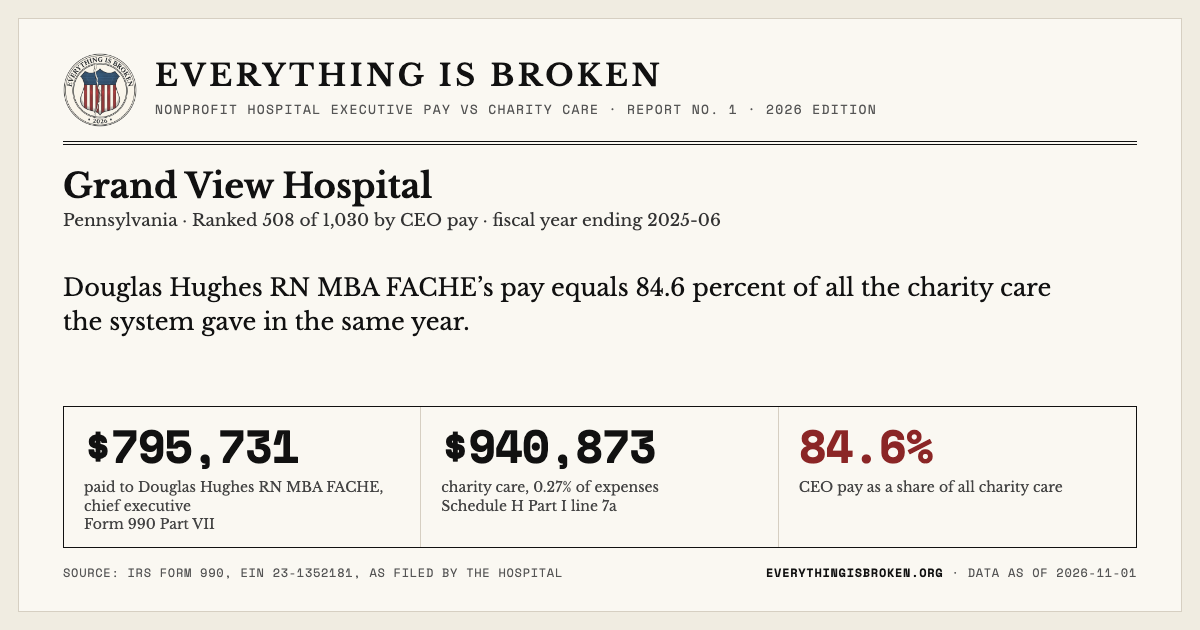 EVERYTHING IS BROKEN
2026
EVERYTHING IS BROKEN
NONPROFIT HOSPITAL EXECUTIVE PAY VS CHARITY CARE · REPORT NO. 1 · 2026 EDITION
Grand View Hospital
Pennsylvania · Ranked 508 of 1,030 by CEO pay · fiscal year ending 2025-06
Douglas Hughes RN MBA FACHE’s pay equals 84.6 percent of all the charity care
the system gave in the same year.
$795,731
paid to Douglas Hughes RN MBA FACHE,
chief executive
Form 990 Part VII
$940,873
charity care, 0.27% of expenses
Schedule H Part I line 7a
84.6%
CEO pay as a share of all charity care
SOURCE: IRS FORM 990, EIN 23-1352181, AS FILED BY THE HOSPITAL
EVERYTHINGISBROKEN.ORG · DATA AS OF 2026-11-01